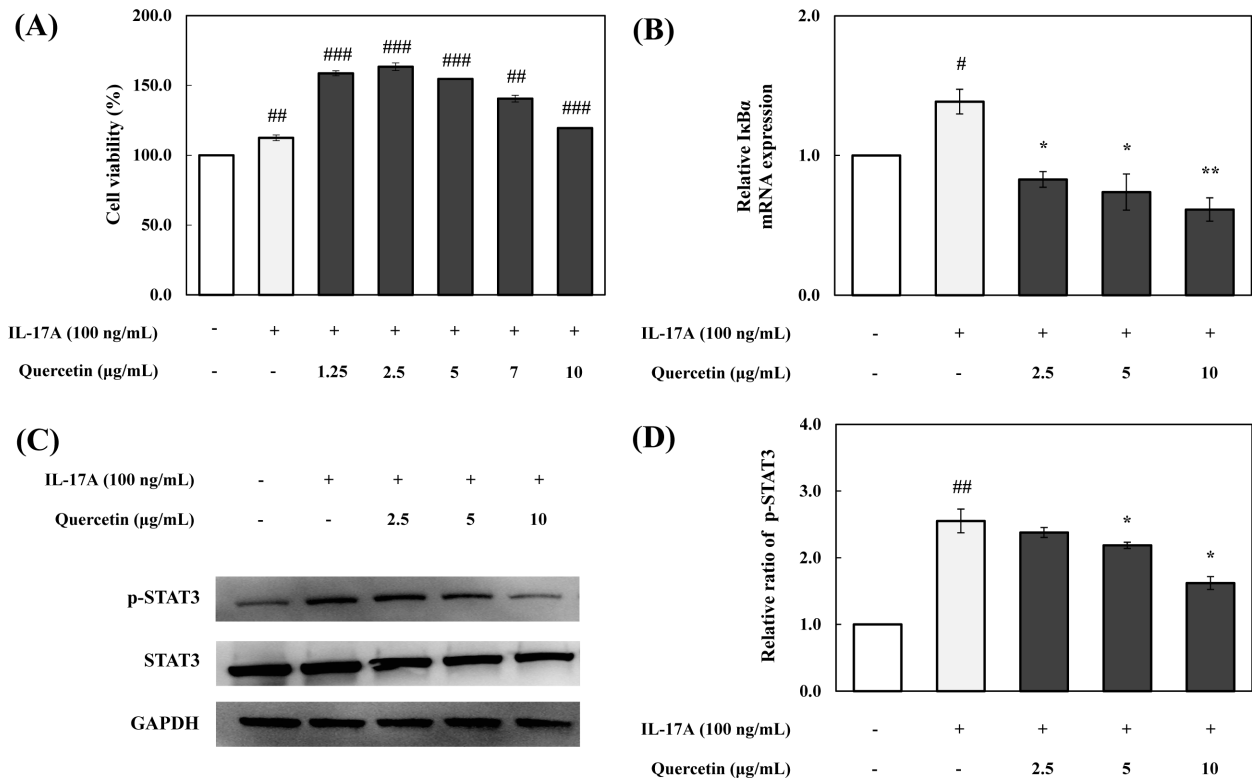 (A)
Cell viability (%)
200.0
150.0
100.0
50.0
0.0
## ### ### ### ## ###
IL-17A (100 ng/mL) - + + + + + +
Quercetin (μg/mL) - - 1.25 2.5 5 7 10
(B)
Relative IκBα
mRNA expression
2.0
1.0
0.0
# * * **
IL-17A (100 ng/mL) - + + + +
Quercetin (μg/mL) - - 2.5 5 10
(C)
IL-17A (100 ng/mL) - + + + +
Quercetin (μg/mL) - - 2.5 5 10
p-STAT3
STAT3
GAPDH
(D)
Relative ratio of p-STAT3
4.0
3.0
2.0
1.0
0.0
## * *
IL-17A (100 ng/mL) - + + + +
Quercetin (μg/mL) - - 2.5 5 10